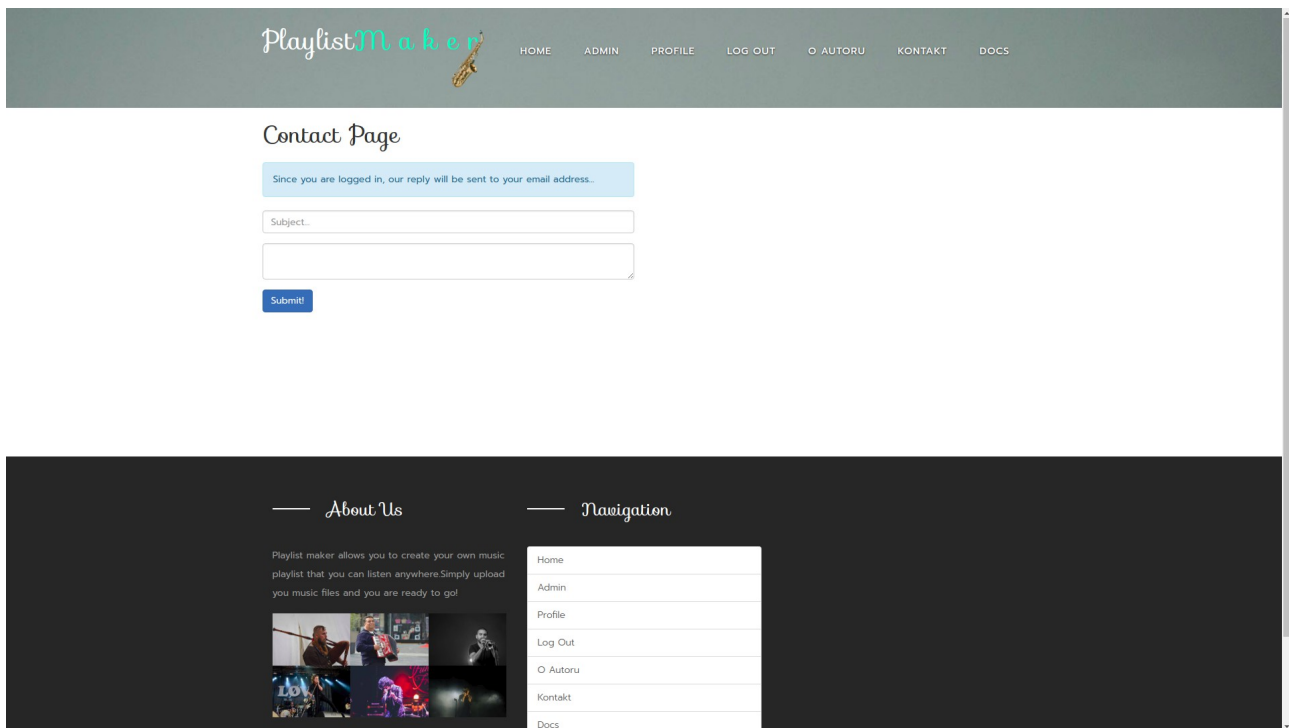 PlaylistMaker
HOME ADMIN PROFILE LOG OUT O AUTORU KONTAKT DOCS
Contact Page
Since you are logged in, our reply will be sent to your email address...
Subject...
Submit!
About Us
Playlist maker allows you to create your own music
playlist that you can listen anywhere.Simply upload
you music files and you are ready to go!
LOV
Navigation
Home
Admin
Profile
Log Out
O Autoru
Kontakt
Docs